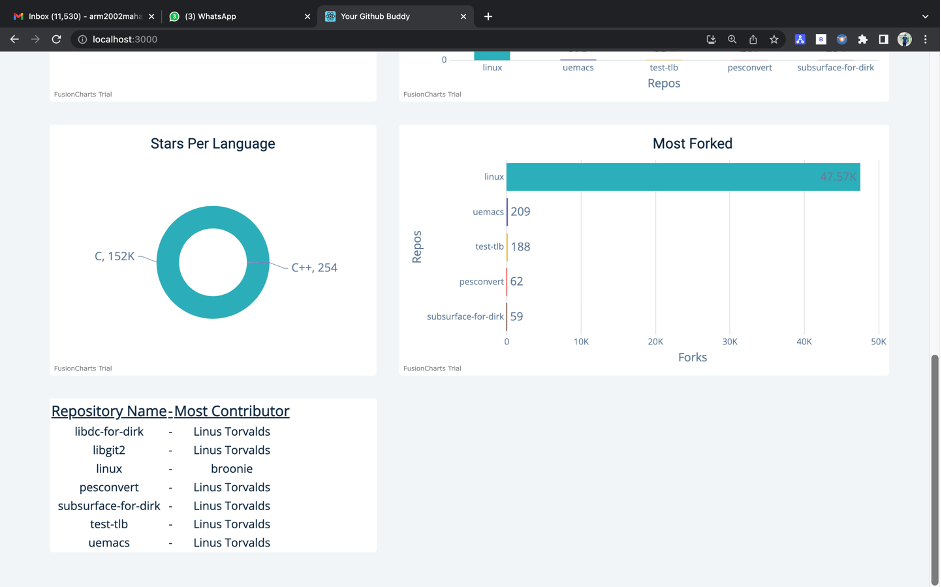 Inbox (11,530) - arm2002maha
(3) WhatsApp
Your Github Buddy
localhost:3000
0
linux uemacs test-tlb pesconvert subsurface-for-dirk
Repos
FusionCharts Trial
FusionCharts Trial
Stars Per Language
C, 152K
C++, 254
FusionCharts Trial
Most Forked
Repos
linux 47.57K
uemacs 209
test-tlb 188
pesconvert 62
subsurface-for-dirk 59
0 10K 20K 30K 40K 50K
Forks
FusionCharts Trial
Repository Name - Most Contributor
libdc-for-dirk - Linus Torvalds
libgit2 - Linus Torvalds
linux - broonie
pesconvert - Linus Torvalds
subsurface-for-dirk - Linus Torvalds
test-tlb - Linus Torvalds
uemacs - Linus Torvalds